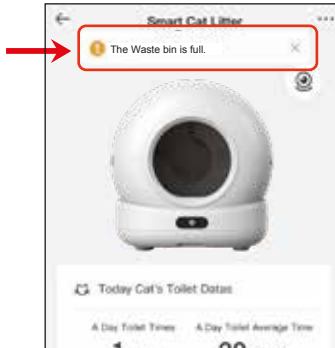 Smart Cat Litter
The Waste bin is full.
Today Cat's Toilet Datas
A Day Toilet Times A Day Toilet Average Time